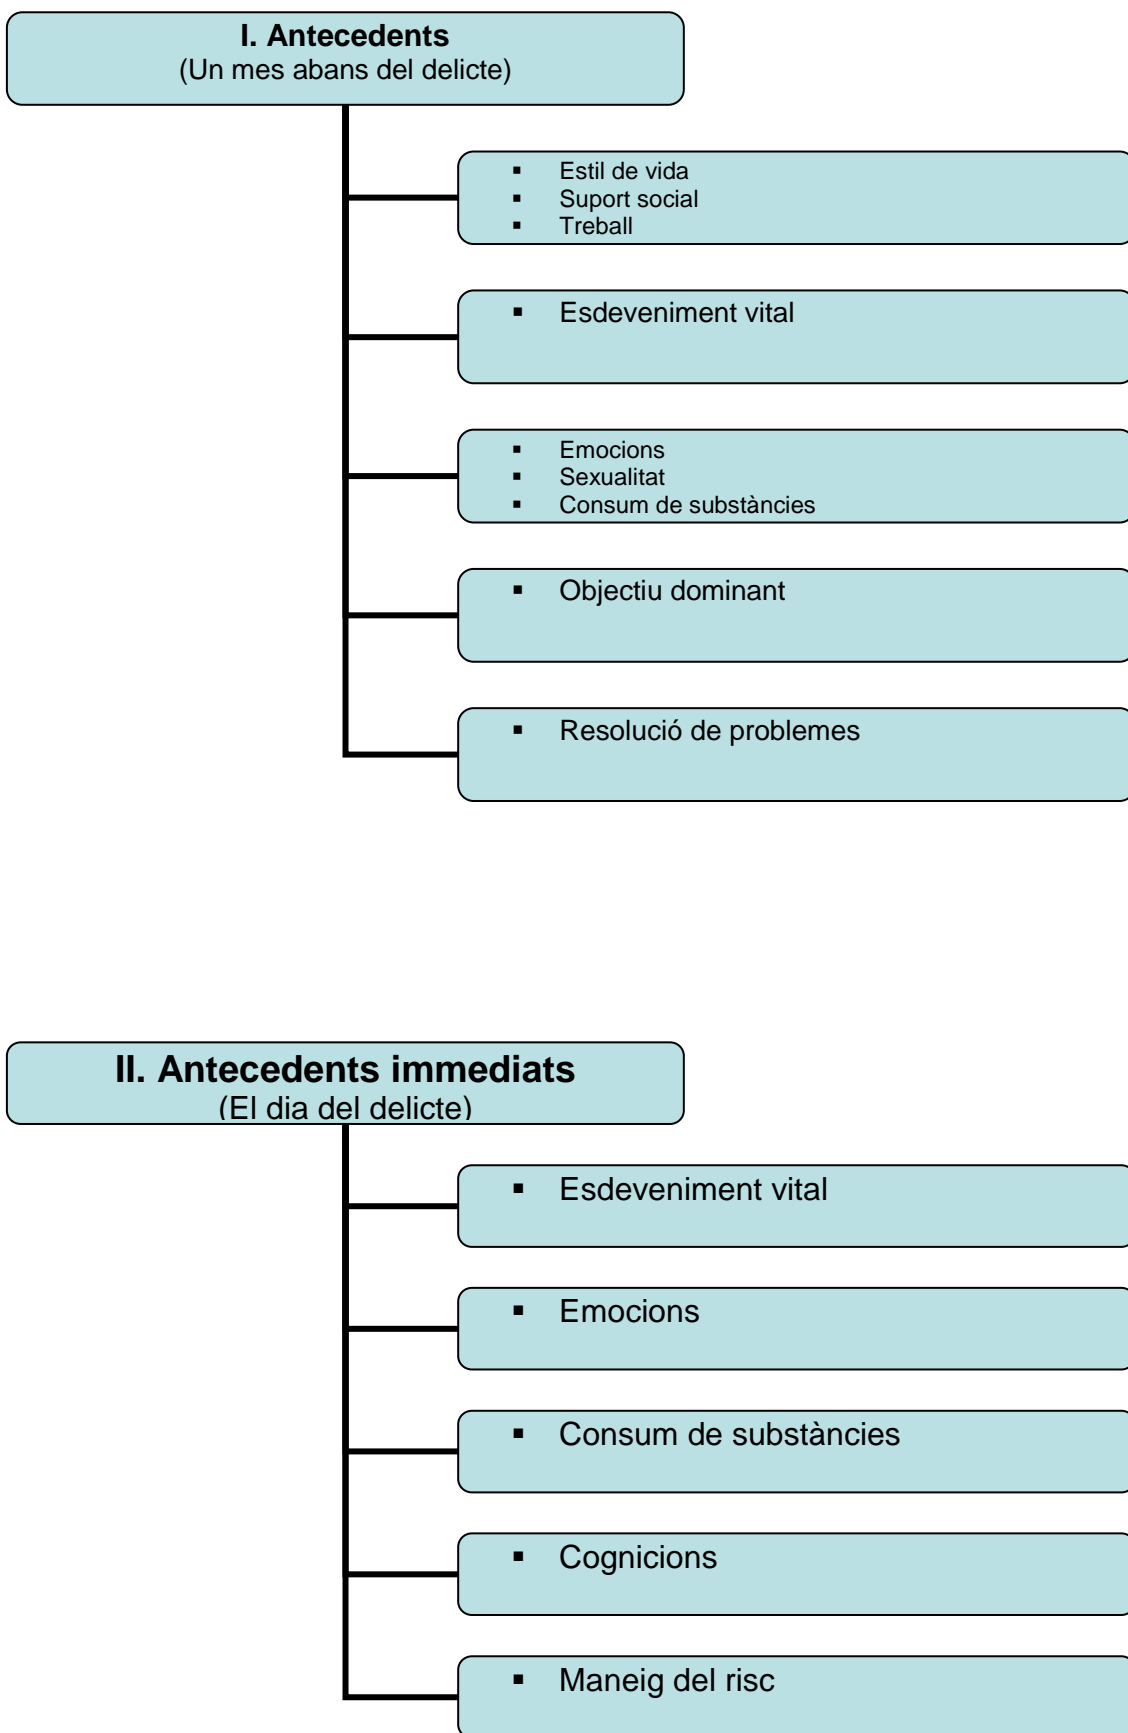 I. Antecedents
(Un mes abans del delicte)
▪ Estil de vida
▪ Suport social
▪ Treball
▪ Esdeveniment vital
▪ Emocions
▪ Sexualitat
▪ Consum de substàncies
▪ Objectiu dominant
▪ Resolució de problemes
II. Antecedents immediats
(El dia del delicte)
▪ Esdeveniment vital
▪ Emocions
▪ Consum de substàncies
▪ Cognicions
▪ Maneig del risc